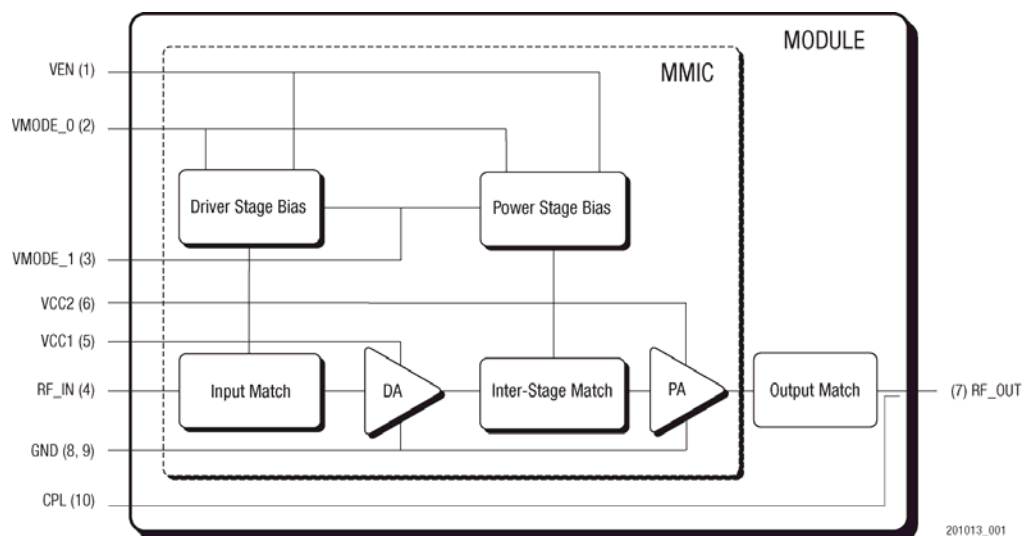 MODULE
MMIC
VEN (1)
VMODE_0 (2)
Driver Stage Bias
Power Stage Bias
VMODE_1 (3)
VCC2 (6)
VCC1 (5)
RF_IN (4)
Input Match
DA
Inter-Stage Match
PA
Output Match
(7) RF_OUT
GND (8, 9)
CPL (10)
201013_001